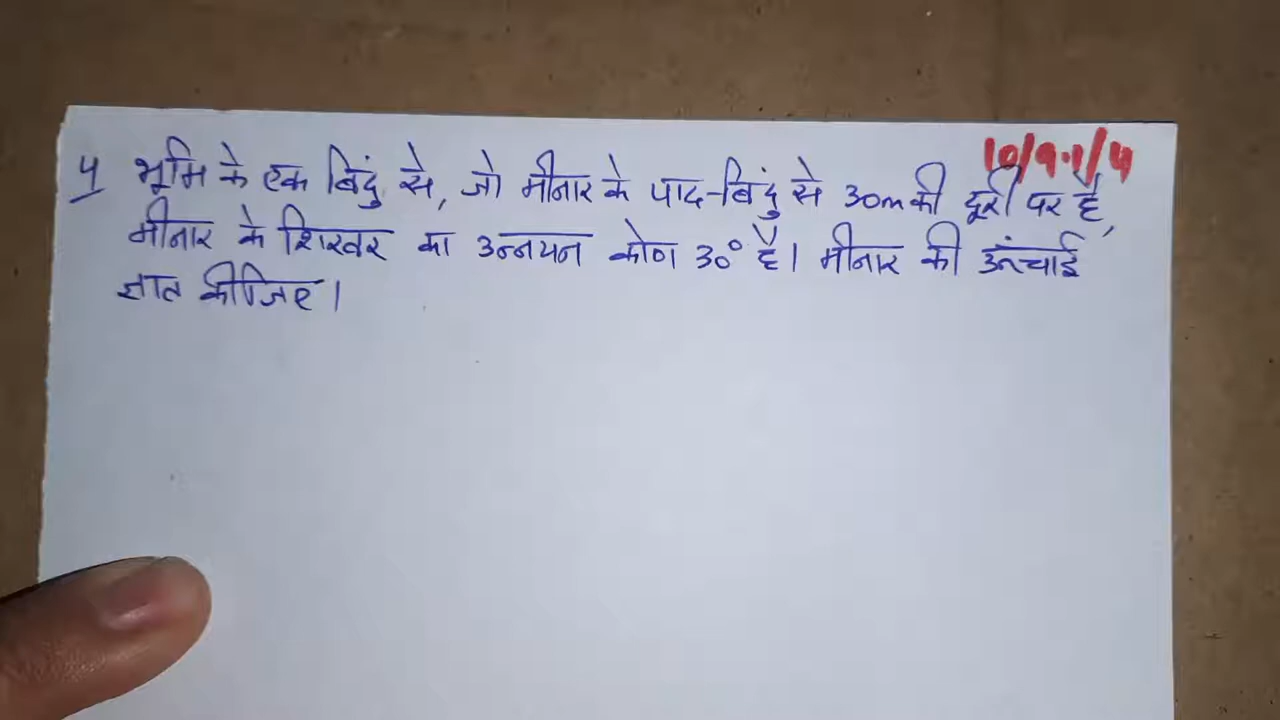 10/9.1/4
4 भूमि के एक बिंदु से, जो मीनार के पाद-बिंदु से 30m की दूरी पर है,
मीनार के शिखर का उन्नयन कोण 30° है। मीनार की ऊंचाई
ज्ञात कीजिए।